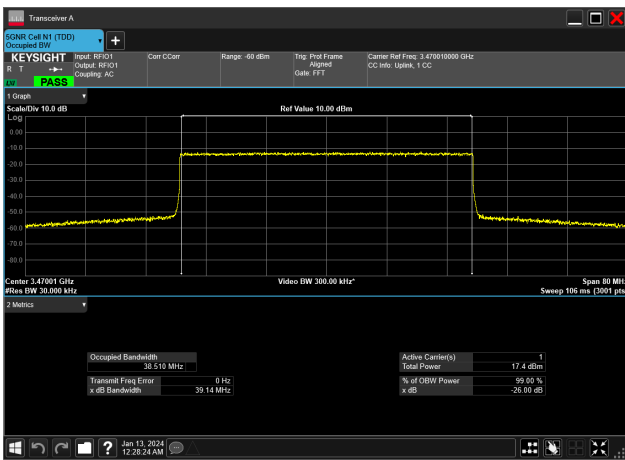 Transceiver A
5GNR Cell N1 (TDD)
Occupied BW
+
KEYSIGHT
R T
LV
PASS
Input: RFIO1
Output: RFIO1
Coupling: AC
Corr CCorr
Range: -60 dBm
Trig: Prot Frame
Aligned
Gate: FFT
Carrier Ref Freq: 3.470010000 GHz
CC Info: Uplink, 1 CC
1 Graph
Scale/Div 10.0 dB
Ref Value 10.00 dBm
Log
0.00
-10.0
-20.0
-30.0
-40.0
-50.0
-60.0
-70.0
-80.0
Center 3.47001 GHz
#Res BW 30.000 kHz
Video BW 300.00 kHz*
Span 80 MHz
Sweep 106 ms (3001 pts
2 Metrics
Occupied Bandwidth
38.510 MHz
Transmit Freq Error 0 Hz
x dB Bandwidth 39.14 MHz
Active Carrier(s) 1
Total Power 17.4 dBm
% of OBW Power 99.00 %
x dB -26.00 dB
?
Jan 13, 2024
12:28:24 AM